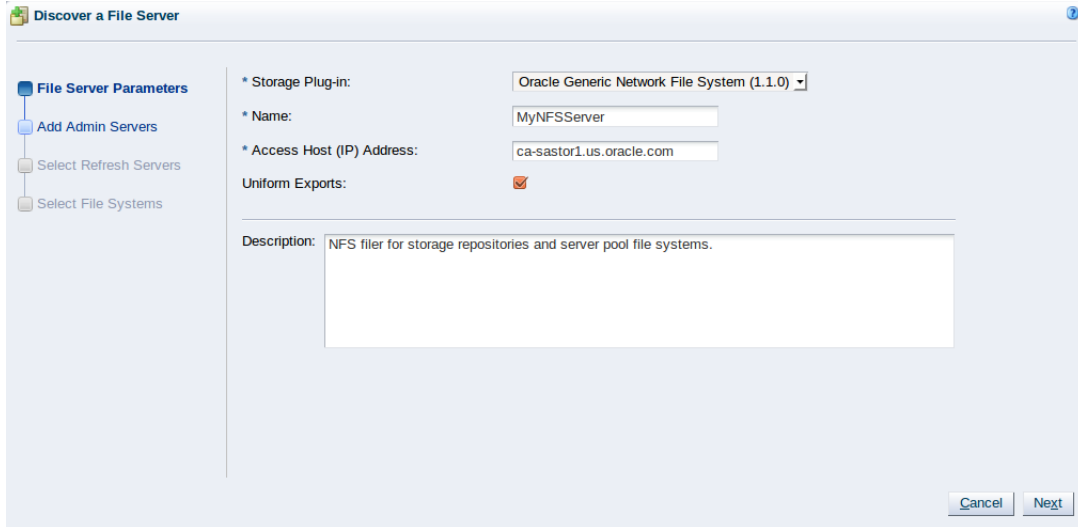 Discover a File Server
File Server Parameters
Add Admin Servers
Select Refresh Servers
Select File Systems
* Storage Plug-in: Oracle Generic Network File System (1.1.0)
* Name: MyNFSServer
* Access Host (IP) Address: ca-sastor1.us.oracle.com
Uniform Exports:
Description: NFS filer for storage repositories and server pool file systems.
Cancel Next